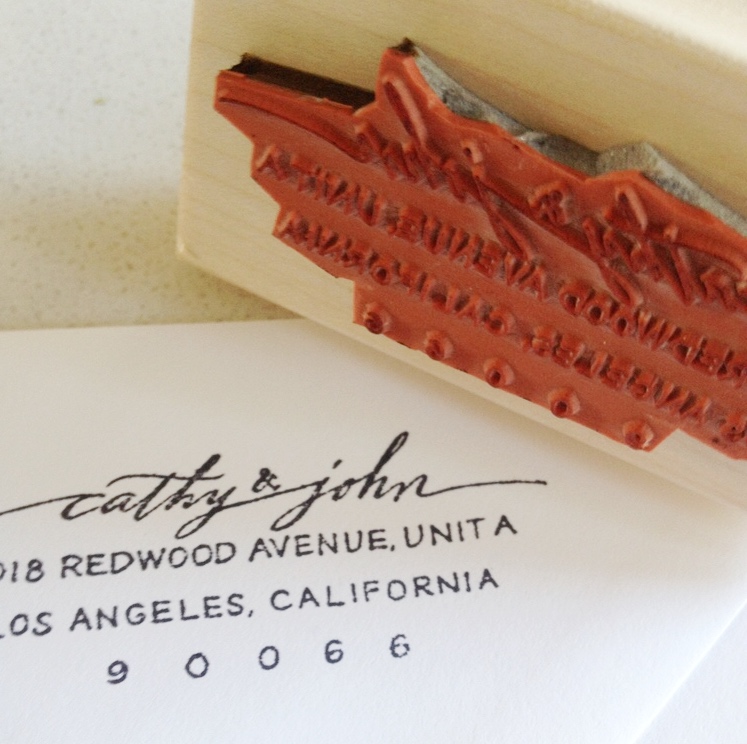 cathy & john
018 REDWOOD AVENUE, UNIT A
LOS ANGELES, CALIFORNIA
9 0 0 6 6